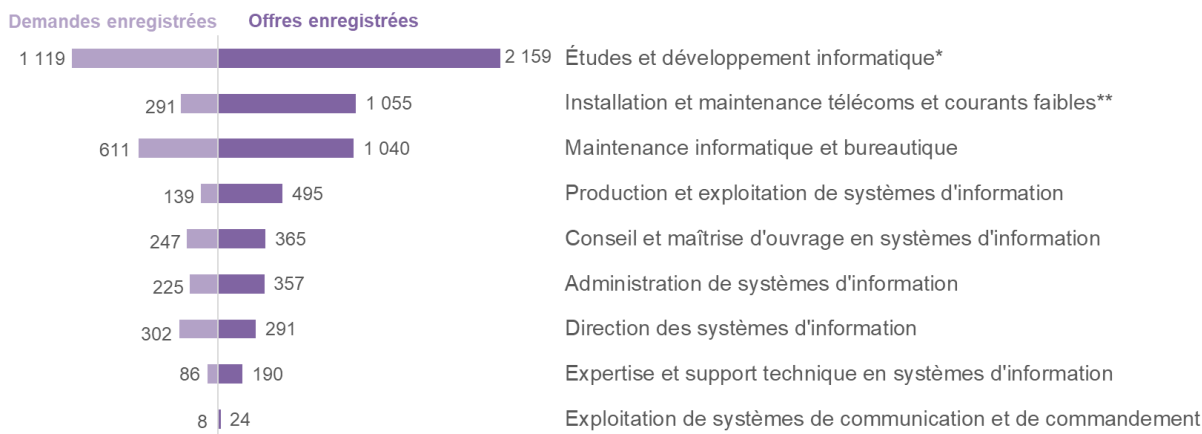 Demandes enregistrées Offres enregistrées
1 119 2 159 Études et développement informatique*
291 1 055 Installation et maintenance télécoms et courants faibles**
611 1 040 Maintenance informatique et bureautique
139 495 Production et exploitation de systèmes d'information
247 365 Conseil et maîtrise d'ouvrage en systèmes d'information
225 357 Administration de systèmes d'information
302 291 Direction des systèmes d'information
86 190 Expertise et support technique en systèmes d'information
8 24 Exploitation de systèmes de communication et de commandement